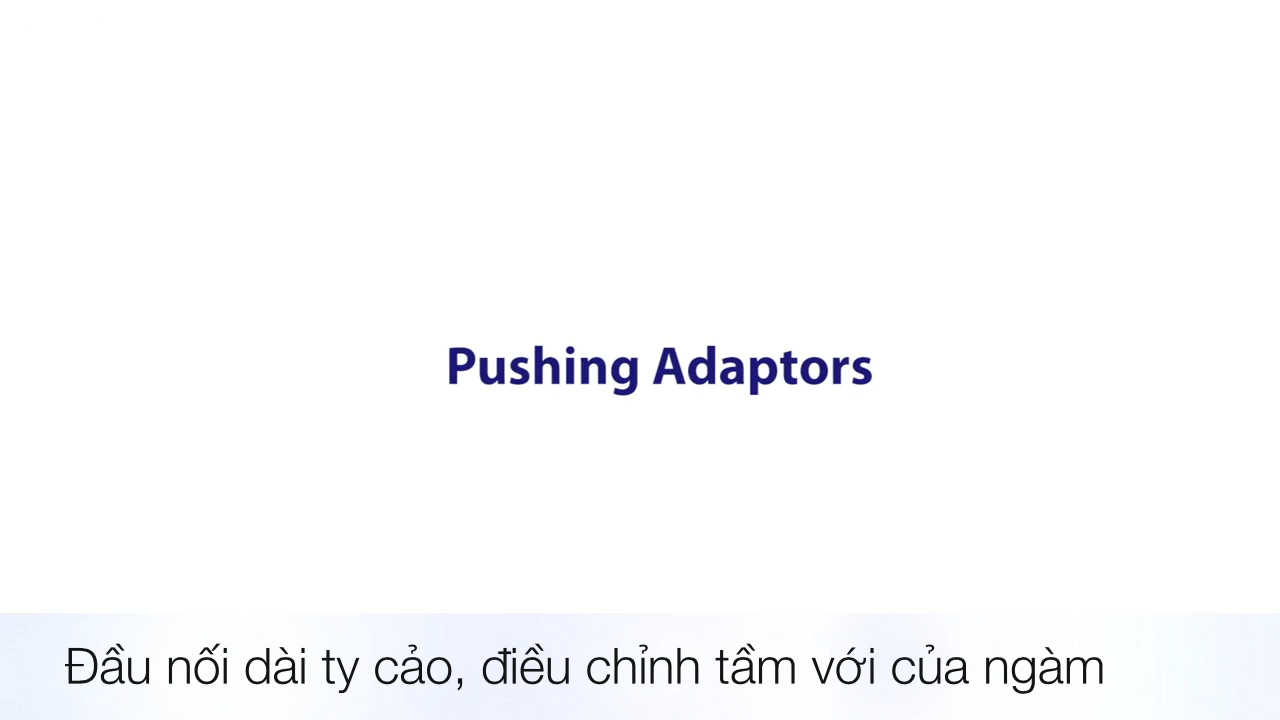 Pushing Adaptors
Đầu nối dài ty cảo, điều chỉnh tầm với của ngàm